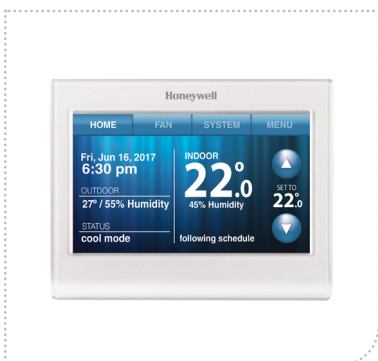 Honeywell
HOME FAN SYSTEM MENU
Fri, Jun 16, 2017
6:30 pm
OUTDOOR
27° / 55% Humidity
STATUS
cool mode
INDOOR
22.0°
45% Humidity
following schedule
SET TO
22.0°